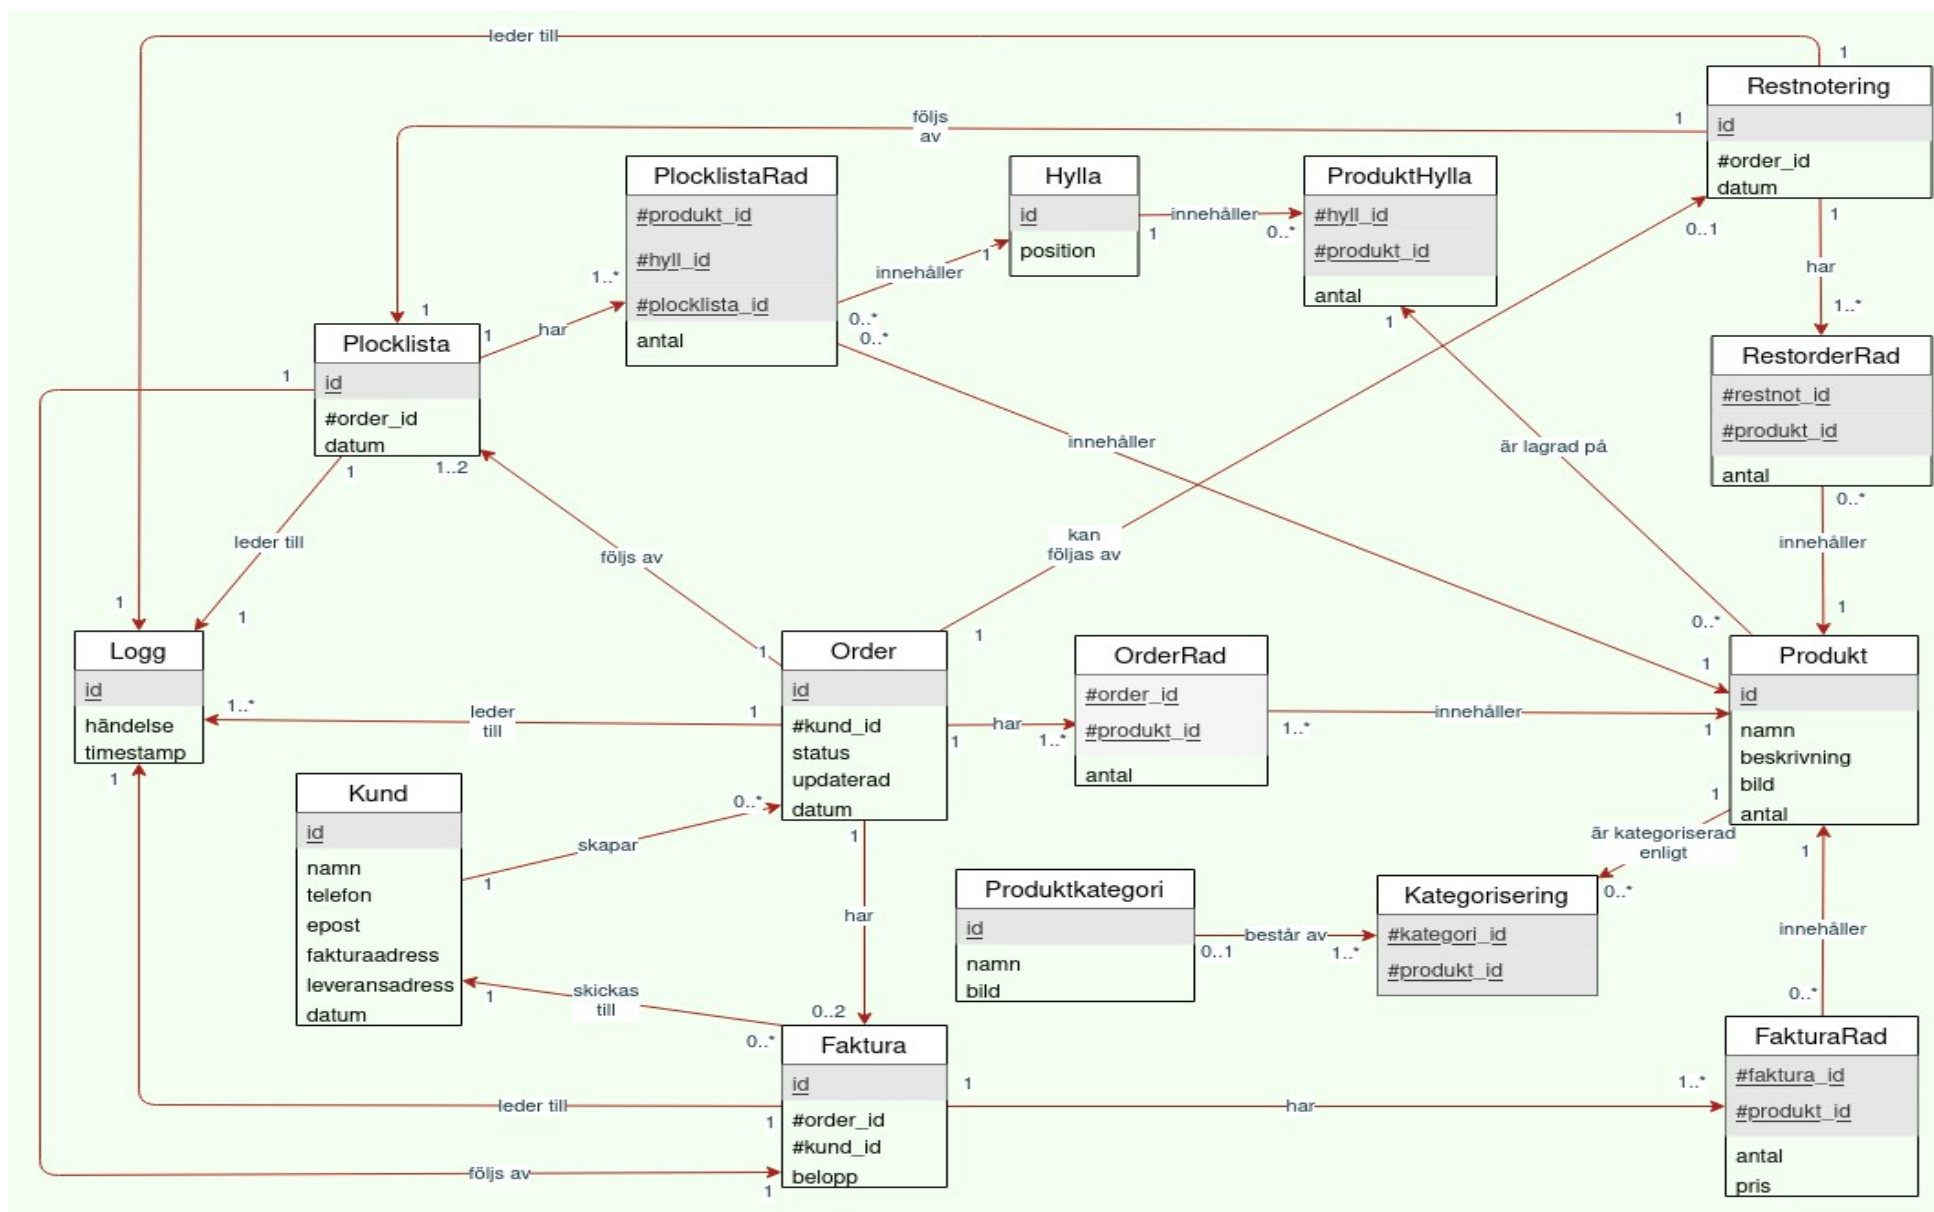 leder till
1
Restnotering
id
#order_id
datum
följs
av
1
1
PlocklistaRad
#produkt_id
#hyll_id
#plocklista_id
antal
Hylla
id
position
innehåller
1
0..*
ProduktHylla
#hyll_id
#produkt_id
antal
0..1
1
har
1..*
1..*
innehåller
1
0..*
0..*
1
har
Plocklista
id
#order_id
datum
1
1
1..2
1
RestorderRad
#restnot_id
#produkt_id
antal
0..*
innehåller
1
innehåller
är lagrad på
0..*
1
kan
följas av
1
leder till
1
1
följs av
1
Logg
id
händelse
timestamp
1
1..*
leder
till
1
Order
id
#kund_id
status
updaterad
datum
1
har
1..*
OrderRad
#order_id
#produkt_id
antal
1..*
innehåller
1
Produkt
id
namn
beskrivning
bild
antal
1
är kategoriserad
enligt
0..*
1
Kund
id
namn
telefon
epost
fakturaadress
leveransadress
datum
1
skapar
0..*
1
har
0..2
Produktkategori
id
namn
bild
0..1
består av
1..*
Kategorisering
#kategori_id
#produkt_id
innehåller
0..*
1
skickas
till
0..*
Faktura
id
#order_id
#kund_id
belopp
1
har
1..*
FakturaRad
#faktura_id
#produkt_id
antal
pris
leder till
1
följs av
1